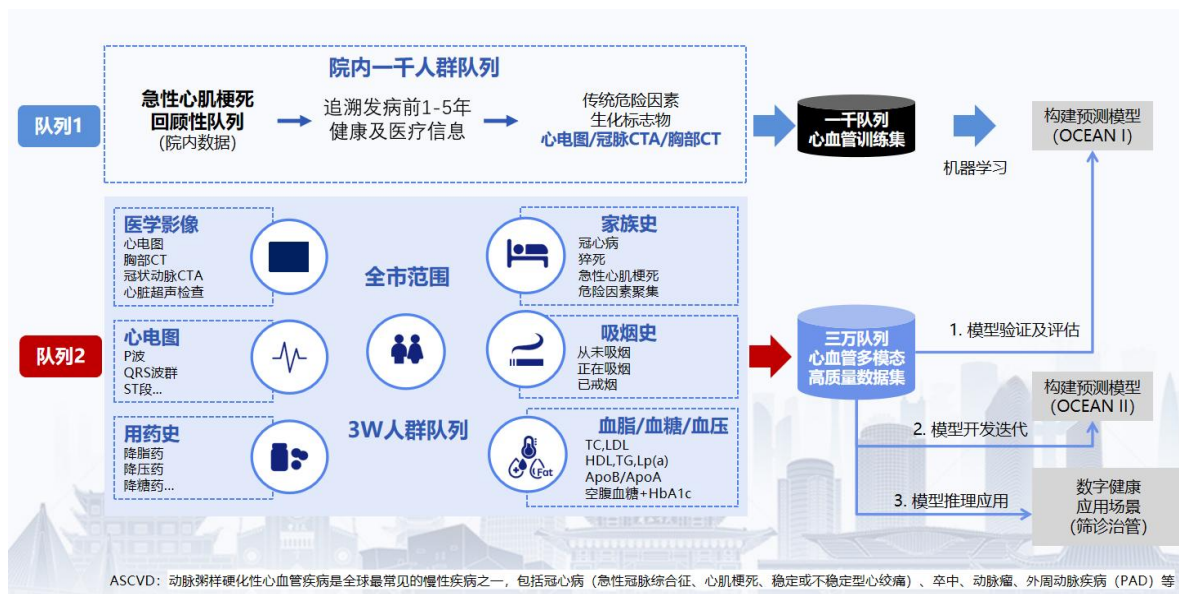 院内一千人群队列
队列1
急性心肌梗死
回顾性队列
(院内数据)
追溯发病前1-5年
健康及医疗信息
传统危险因素
生化标志物
心电图/冠脉CTA/胸部CT
一千队列
心血管训练集
机器学习
构建预测模型
(OCEAN I)
队列2
医学影像
心电图
胸部CT
冠状动脉CTA
心脏超声检查
心电图
P波
QRS波群
ST段...
用药史
降脂药
降压药
降糖药...
全市范围
3W人群队列
家族史
冠心病
猝死
急性心肌梗死
危险因素聚集
吸烟史
从未吸烟
正在吸烟
已戒烟
血脂/血糖/血压
Fat
TC,LDL
HDL,TG,Lp(a)
ApoB/ApoA
空腹血糖+HbA1c
三万队列
心血管多模态
高质量数据集
1. 模型验证及评估
构建预测模型
(OCEAN II)
2. 模型开发迭代
3. 模型推理应用
数字健康
应用场景
(筛诊治管)
ASCVD：动脉粥样硬化性心血管疾病是全球最常见的慢性疾病之一，包括冠心病（急性冠脉综合征、心肌梗死、稳定或不稳定型心绞痛）、卒中、动脉瘤、外周动脉疾病（PAD）等